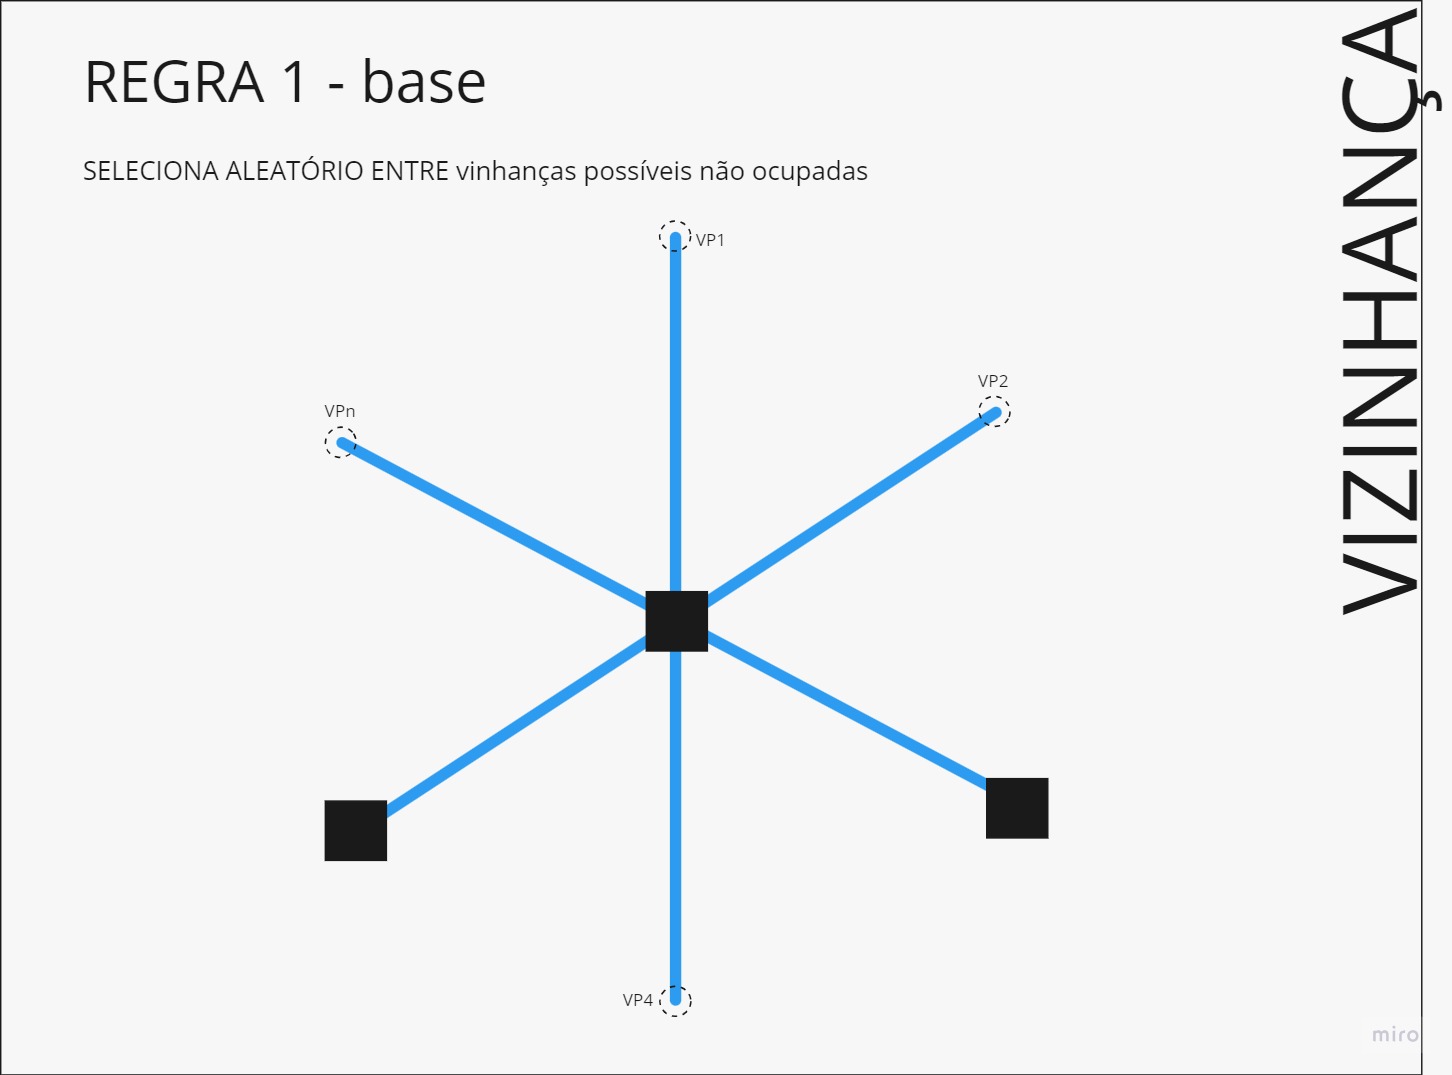 REGRA 1 - base
SELECIONA ALEATÓRIO ENTRE vinhanças possíveis não ocupadas
VIZINHANÇA
VP1
VP2
VPn
VP4
miro